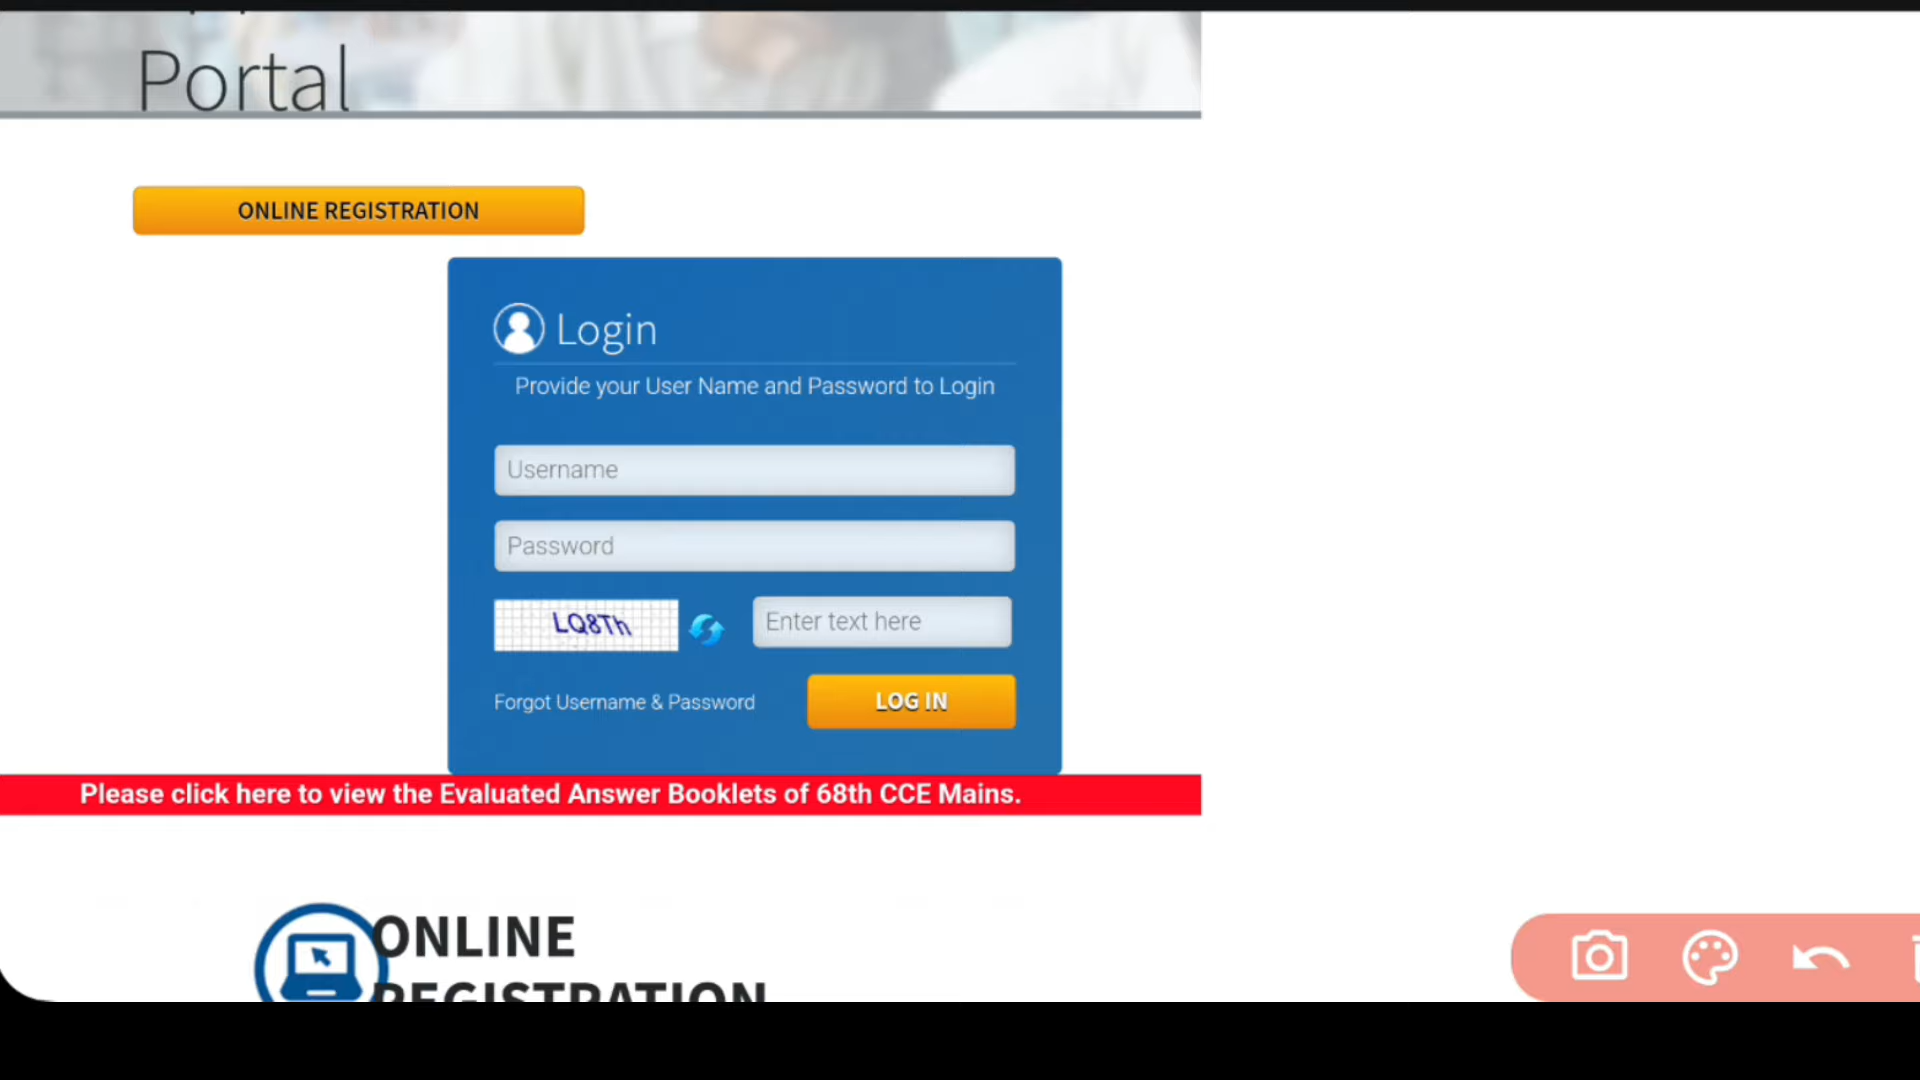 Portal
ONLINE REGISTRATION
Login
Provide your User Name and Password to Login
Username
Password
LQ8Th
Enter text here
Forgot Username & Password
LOG IN
Please click here to view the Evaluated Answer Booklets of 68th CCE Mains.
ONLINE
REGISTRATION